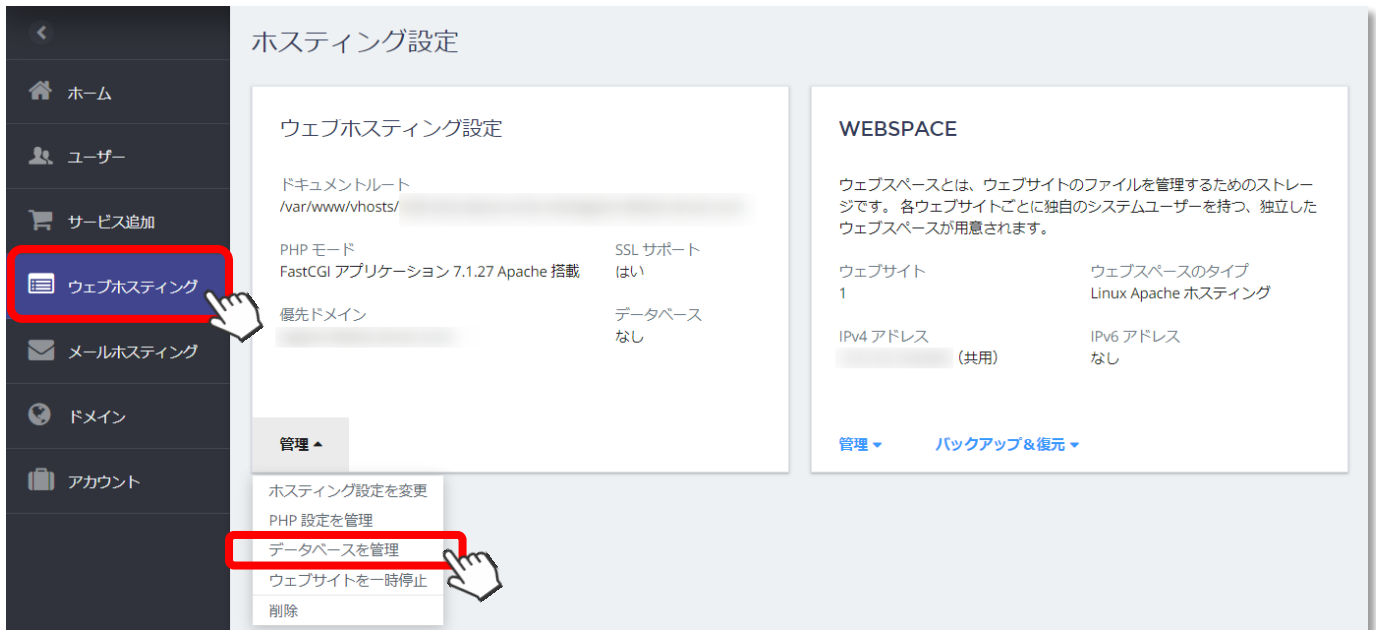 ホスティング設定
ホーム
ユーザー
サービス追加
ウェブホスティング
メールホスティング
ドメイン
アカウント
ウェブホスティング設定
ドキュメントルート
/var/www/vhosts/
PHP モード
FastCGI アプリケーション 7.1.27 Apache 搭載
SSL サポート
はい
優先ドメイン
データベース
なし
管理
ホスティング設定を変更
PHP 設定を管理
データベースを管理
ウェブサイトを一時停止
削除
WEBSPACE
ウェブスペースとは、ウェブサイトのファイルを管理するためのストレー
ジです。 各ウェブサイトごとに独自のシステムユーザーを持つ、独立した
ウェブスペースが用意されます。
ウェブサイト
1
ウェブスペースのタイプ
Linux Apache ホスティング
IPv4 アドレス
（共用）
IPv6 アドレス
なし
管理
バックアップ&復元